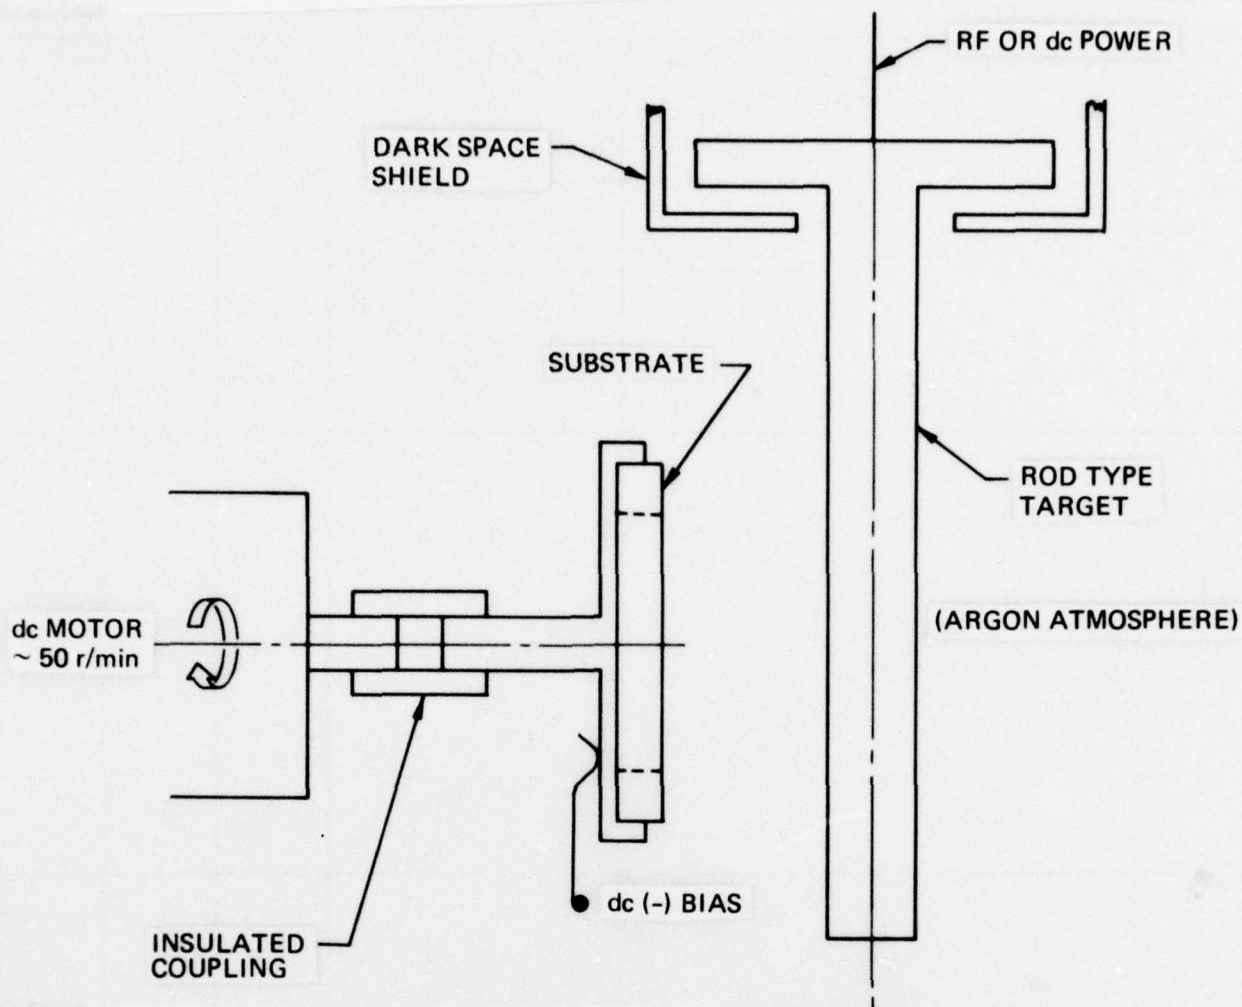 RF OR dc POWER
DARK SPACE
SHIELD
SUBSTRATE
ROD TYPE
TARGET
(ARGON ATMOSPHERE)
dc MOTOR
~ 50 r/min
dc (-) BIAS
INSULATED
COUPLING